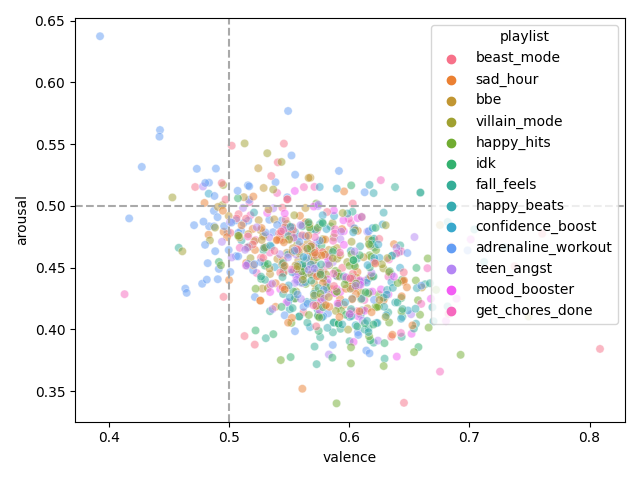 0.65
0.60
0.55
0.50
0.45
0.40
0.35
arousal
0.4
0.5
0.6
0.7
0.8
valence
playlist
beast_mode
sad_hour
bbe
villain_mode
happy_hits
idk
fall_feels
happy_beats
confidence_boost
adrenaline_workout
teen_angst
mood_booster
get_chores_done